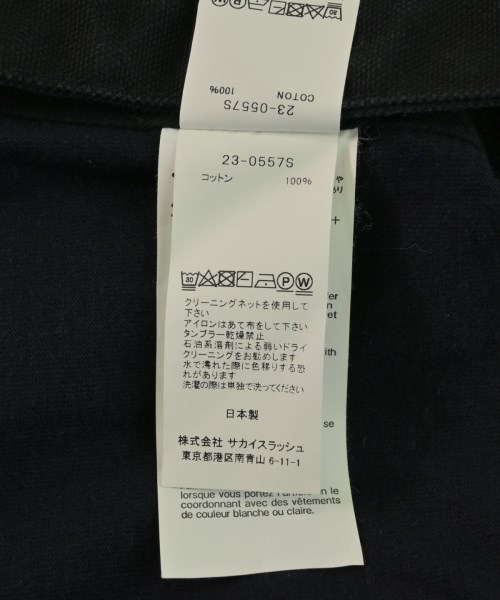 COTON 100%
23-0557S
23-0557S
コットン 100%
30
P W
クリーニングネットを使用して
下さい
アイロンはあて布をして下さい
タンブラー乾燥禁止
石油系溶剤による弱いドライ
クリーニングをお勧めします
水で濡れた際に色移りする恐
れがあります
洗濯の際は単独で洗ってください
日本製
株式会社 サカイスラッシュ
東京都港区南青山 6-11-1
lorsque vous portez l'article en le
coordonnant avec des vêtements
de couleur blanche ou claire.